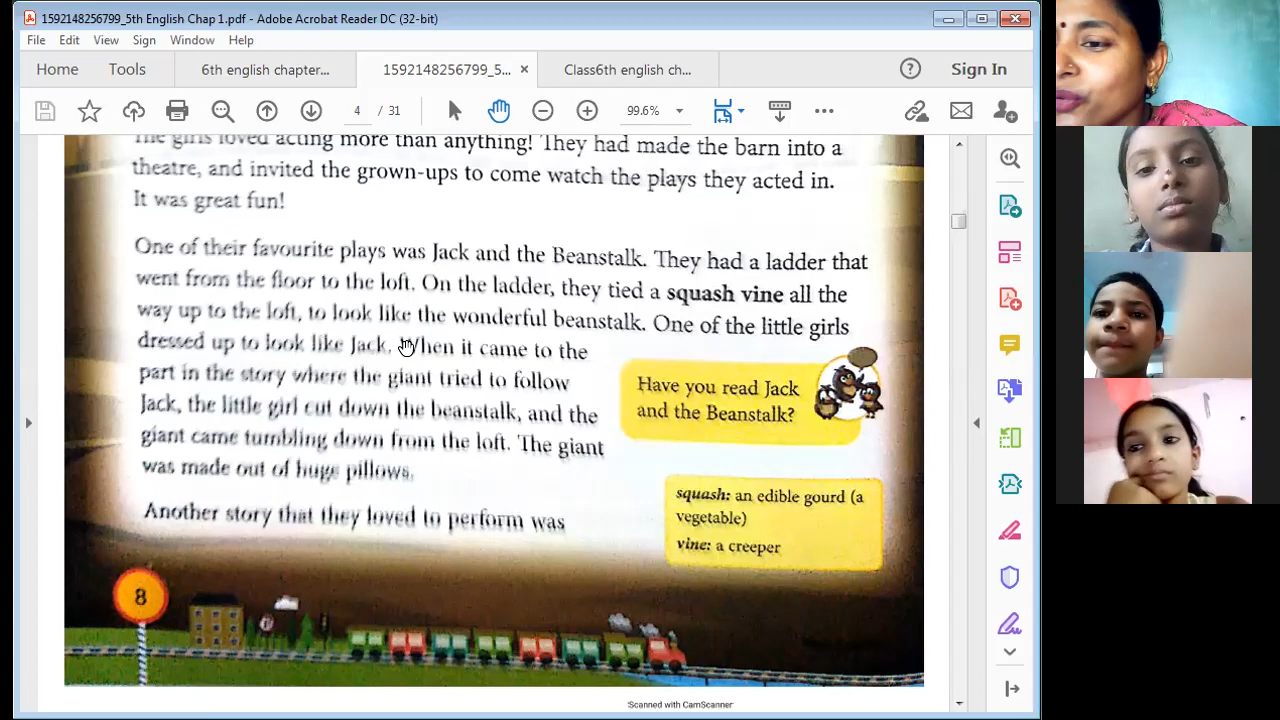 1592148256799_5th English Chap 1.pdf - Adobe Acrobat Reader DC (32-bit)
File Edit View Sign Window Help
Home Tools 6th english chapter... 1592148256799_5... × Class6th english ch... Sign In
4 / 31 99.6%
The girls loved acting more than anything! They had made the barn into a
theatre, and invited the grown-ups to come watch the plays they acted in.
It was great fun!
One of their favourite plays was Jack and the Beanstalk. They had a ladder that
went from the floor to the loft. On the ladder, they tied a squash vine all the
way up to the loft, to look like the wonderful beanstalk. One of the little girls
dressed up to look like Jack. When it came to the
part in the story where the giant tried to follow
Jack, the little girl cut down the beanstalk, and the
giant came tumbling down from the loft. The giant
was made out of huge pillows.
Another story that they loved to perform was
Have you read Jack
and the Beanstalk?
squash: an edible gourd (a
vegetable)
vine: a creeper
8
Scanned with CamScanner